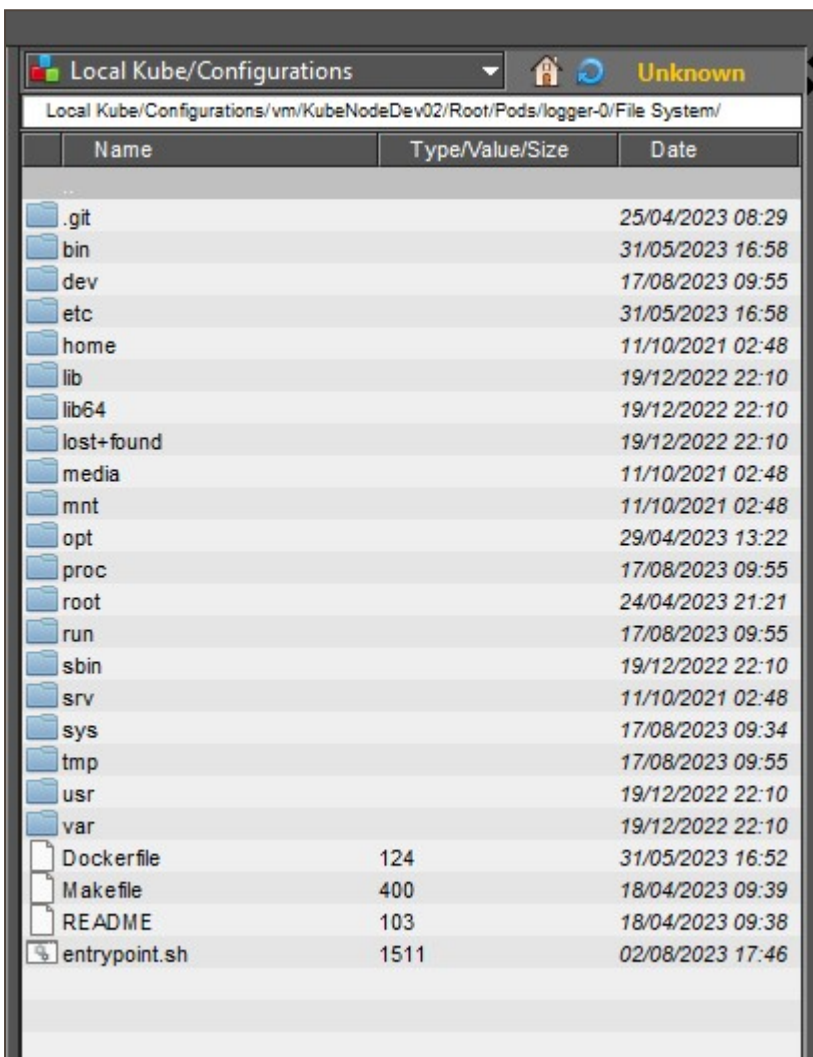 Local Kube/Configurations Unknown
Local Kube/Configurations/vm/KubeNodeDev02/Root/Pods/logger-0/File System/
Name Type/Value/Size Date
..
.git 25/04/2023 08:29
bin 31/05/2023 16:58
dev 17/08/2023 09:55
etc 31/05/2023 16:58
home 11/10/2021 02:48
lib 19/12/2022 22:10
lib64 19/12/2022 22:10
lost+found 19/12/2022 22:10
media 11/10/2021 02:48
mnt 11/10/2021 02:48
opt 29/04/2023 13:22
proc 17/08/2023 09:55
root 24/04/2023 21:21
run 17/08/2023 09:55
sbin 19/12/2022 22:10
srv 11/10/2021 02:48
sys 17/08/2023 09:34
tmp 17/08/2023 09:55
usr 19/12/2022 22:10
var 19/12/2022 22:10
Dockerfile 124 31/05/2023 16:52
Makefile 400 18/04/2023 09:39
README 103 18/04/2023 09:38
entrypoint.sh 1511 02/08/2023 17:46